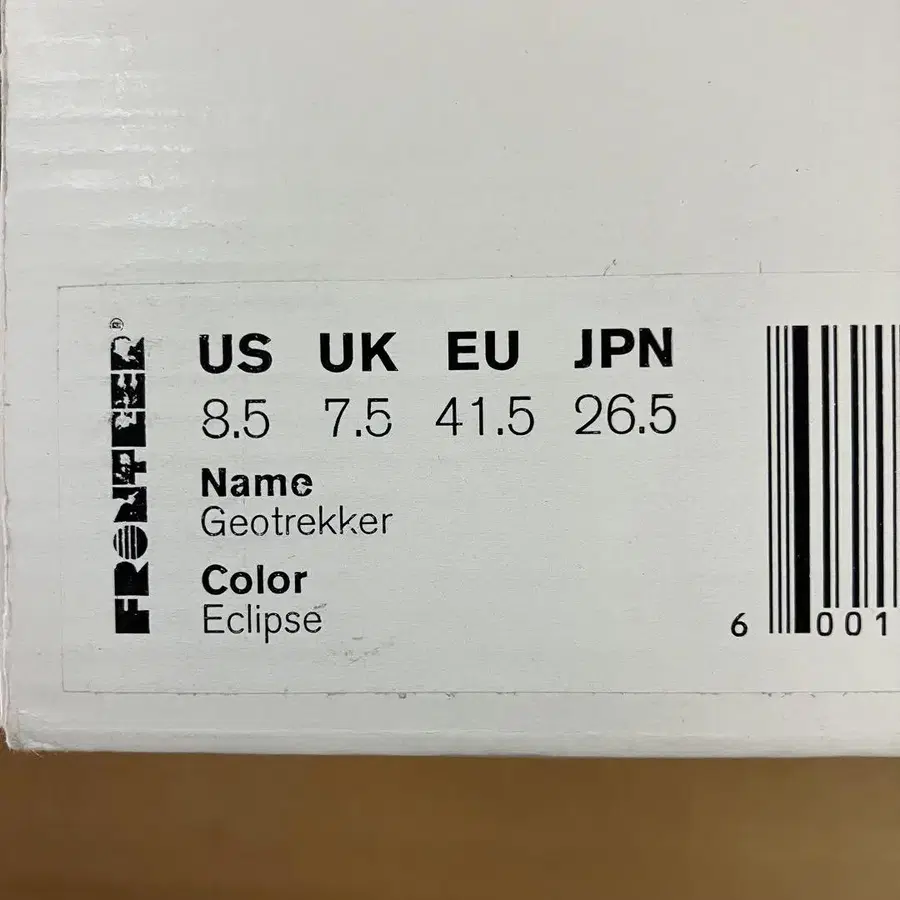 FRONTEER®
US UK EU JPN
8.5 7.5 41.5 26.5
Name
Geotrekker
Color
Eclipse
6 001